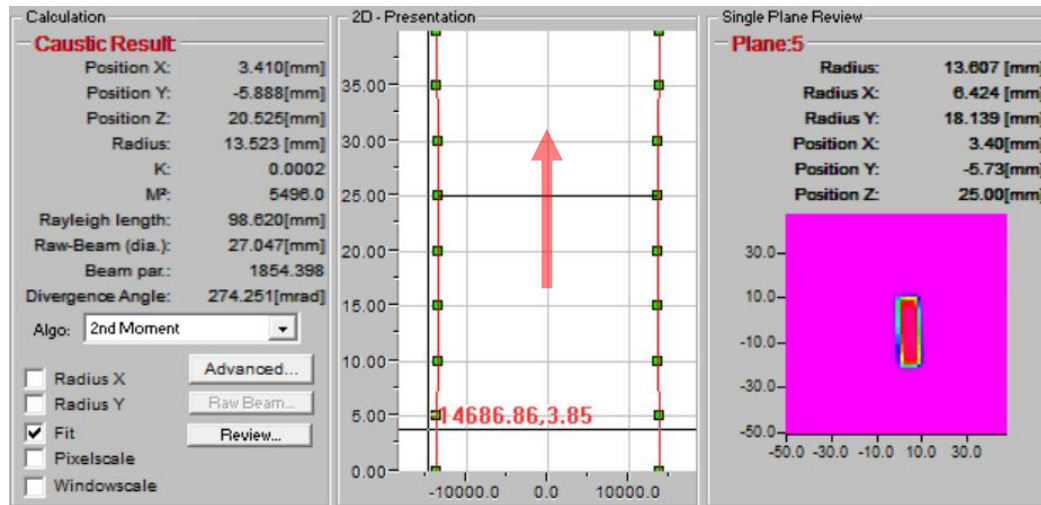 Calculation
Caustic Result:
Position X: 3.410[mm]
Position Y: -5.888[mm]
Position Z: 20.525[mm]
Radius: 13.523 [mm]
K: 0.0002
M²: 5496.0
Rayleigh length: 98.620[mm]
Raw-Beam (dia.): 27.047[mm]
Beam par.: 1854.398
Divergence Angle: 274.251[mrad]
Algo: 2nd Moment
Radius X
Radius Y
Fit
Pixelscale
Windowscale
Advanced...
Raw Beam...
Review...
2D - Presentation
35.00
30.00
25.00
20.00
15.00
10.00
5.00
0.00
14686.86,3.85
-10000.0 0.0 10000.0
Single Plane Review
Plane:5
Radius: 13.607 [mm]
Radius X: 6.424 [mm]
Radius Y: 18.139 [mm]
Position X: 3.40[mm]
Position Y: -5.73[mm]
Position Z: 25.00[mm]
30.0
10.0
-10.0
-30.0
-50.0
-50.0 -30.0 -10.0 10.0 30.0